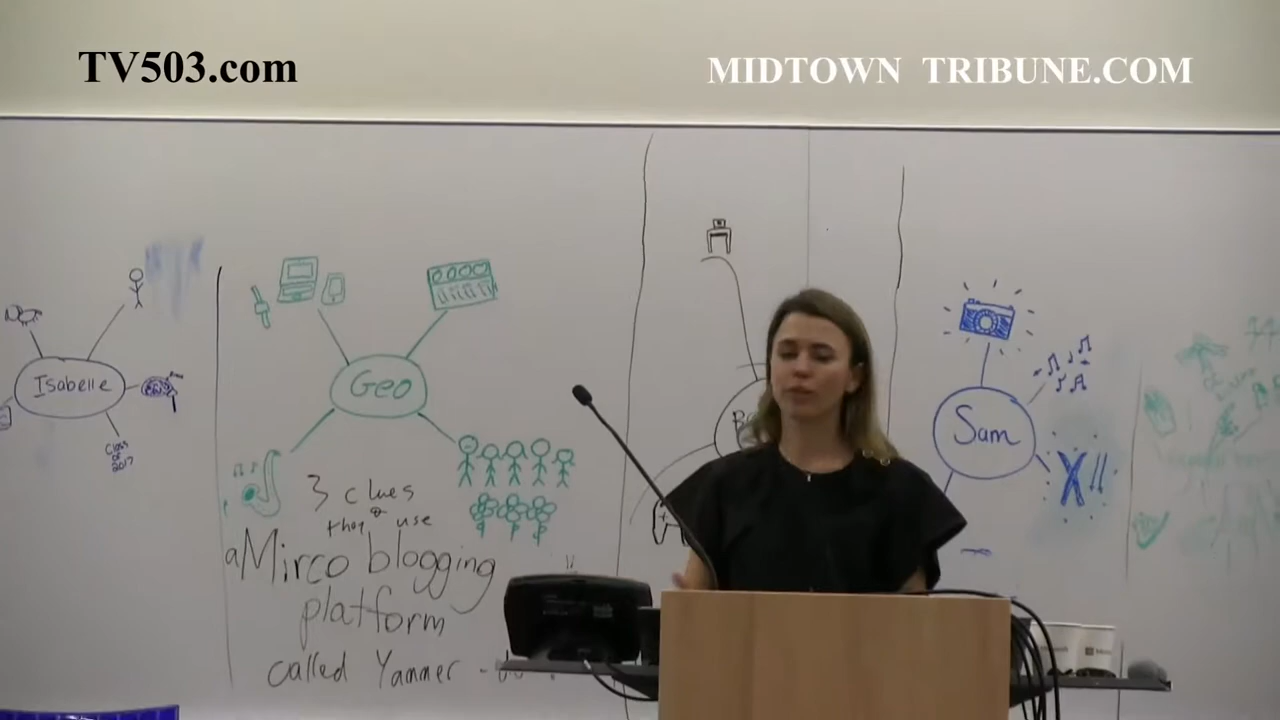 TV503.com
MIDTOWN TRIBUNE.COM
Isabelle
CLASS
OF
2017
Geo
Sam
3 clues
they use
a Mirco blogging
platform
called Yammer -